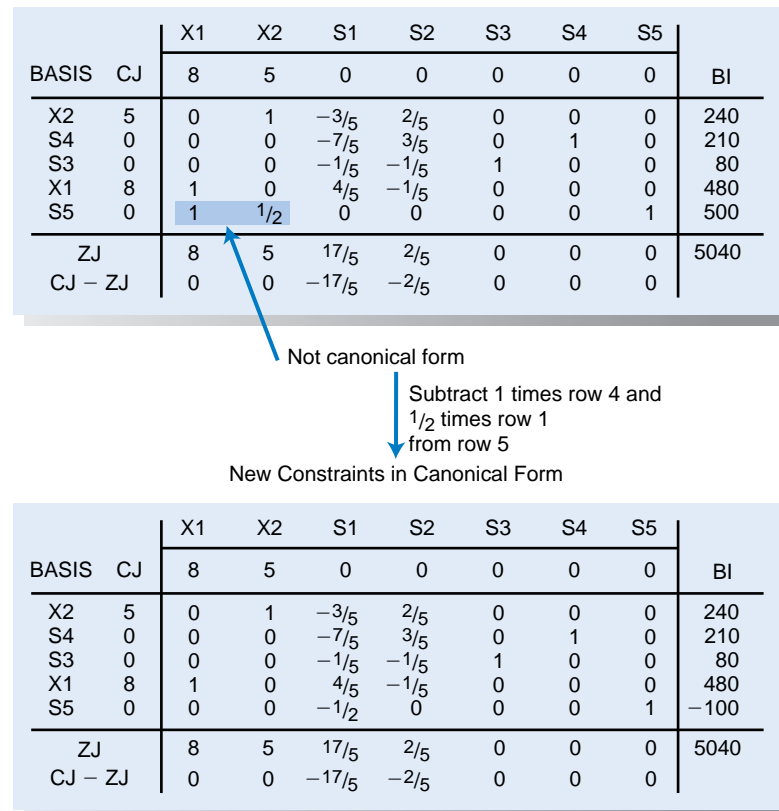 X1 X2 S1 S2 S3 S4 S5
BASIS CJ 8 5 0 0 0 0 0 BI
X2 5 0 1 −3/5 2/5 0 0 0 240
S4 0 0 0 −7/5 3/5 0 1 0 210
S3 0 0 0 −1/5 −1/5 1 0 0 80
X1 8 1 0 4/5 −1/5 0 0 0 480
S5 0 1 1/2 0 0 0 0 1 500
ZJ 8 5 17/5 2/5 0 0 0 5040
CJ − ZJ 0 0 −17/5 −2/5 0 0 0
Not canonical form
Subtract 1 times row 4 and
1/2 times row 1
from row 5
New Constraints in Canonical Form
X1 X2 S1 S2 S3 S4 S5
BASIS CJ 8 5 0 0 0 0 0 BI
X2 5 0 1 −3/5 2/5 0 0 0 240
S4 0 0 0 −7/5 3/5 0 1 0 210
S3 0 0 0 −1/5 −1/5 1 0 0 80
X1 8 1 0 4/5 −1/5 0 0 0 480
S5 0 0 0 −1/2 0 0 0 1 −100
ZJ 8 5 17/5 2/5 0 0 0 5040
CJ − ZJ 0 0 −17/5 −2/5 0 0 0